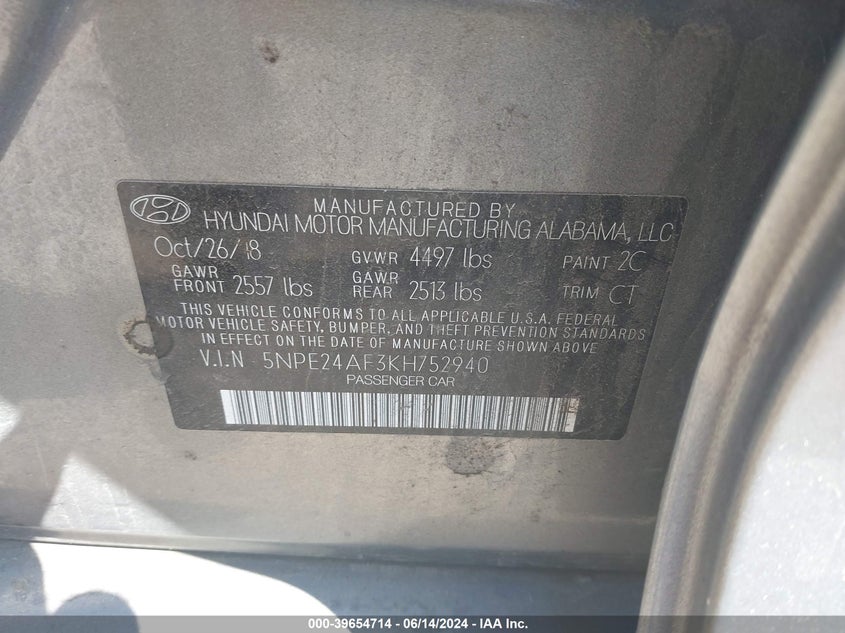 MANUFACTURED BY
HYUNDAI MOTOR MANUFACTURING ALABAMA, LLC
Oct/26/18 GVWR 4497 lbs PAINT 2C
GAWR FRONT 2557 lbs GAWR REAR 2513 lbs TRIM CT
THIS VEHICLE CONFORMS TO ALL APPLICABLE U.S.A. FEDERAL
MOTOR VEHICLE SAFETY, BUMPER, AND THEFT PREVENTION STANDARDS
IN EFFECT ON THE DATE OF MANUFACTURE SHOWN ABOVE
V.I.N 5NPE24AF3KH752940
PASSENGER CAR
000-39654714 - 06/14/2024 - IAA Inc.